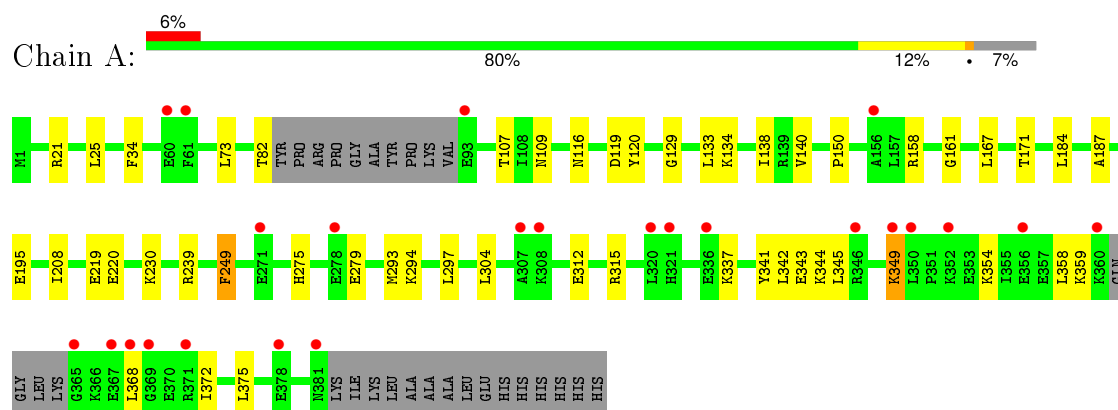 6%
Chain A:
80% 12% • 7%
M1 R21 L25 F34 E60 F61 L73 T82 TYR PRO ARG PRO GLY ALA TYR PRO LYS VAL E93 T107 I108 N109 N116 D119 Y120 G129 L133 K134 I138 R139 V140 P150 A156 L157 R158 G161 L167 T171 L184 A187
E195 I208 E219 E220 K230 R239 F249 E271 H275 E278 E279 M293 K294 L297 L304 A307 K308 E312 R315 L320 H321 E336 K337 Y341 L342 E343 K344 L345 R346 K349 L350 P351 K352 E353 K354 I355 E356 E357 L358 K359 K360 GLN
GLY LEU LYS G365 K366 E367 L368 G369 E370 R371 I372 L375 E378 N381 LYS ILE LYS LEU ALA ALA ALA LEU GLU HIS HIS HIS HIS HIS HIS